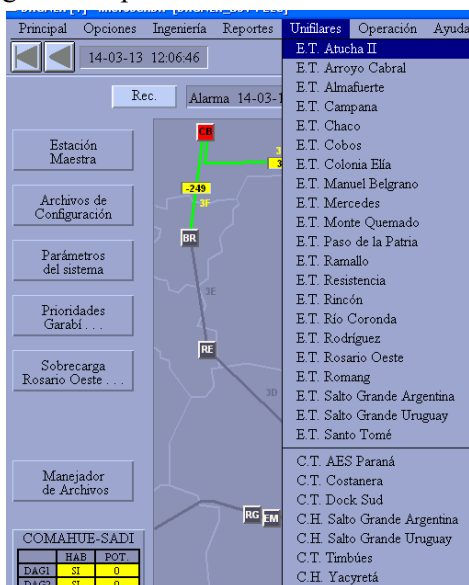 Principal Opciones Ingeniería Reportes Unifilares Operación Ayuda
14-03-13 12:06:46
Rec. Alarma 14-03-1
Estación
Maestra
Archivos de
Configuración
Parámetros
del sistema
Prioridades
Garabí . . .
Sobrecarga
Rosario Oeste . . .
Manejador
de Archivos
COMAHUE-SADI
HAB POT.
DAG1 SI 0
DAG2 SI 0
CB
3
-249
3F
BR
3E
RE
3D
RG EM
E.T. Atucha II
E.T. Arroyo Cabral
E.T. Almafuerte
E.T. Campana
E.T. Chaco
E.T. Cobos
E.T. Colonia Elía
E.T. Manuel Belgrano
E.T. Mercedes
E.T. Monte Quemado
E.T. Paso de la Patria
E.T. Ramallo
E.T. Resistencia
E.T. Rincón
E.T. Río Coronda
E.T. Rodríguez
E.T. Rosario Oeste
E.T. Romang
E.T. Salto Grande Argentina
E.T. Salto Grande Uruguay
E.T. Santo Tomé
C.T. AES Paraná
C.T. Costanera
C.T. Dock Sud
C.H. Salto Grande Argentina
C.H. Salto Grande Uruguay
C.T. Timbúes
C.H. Yacyretá